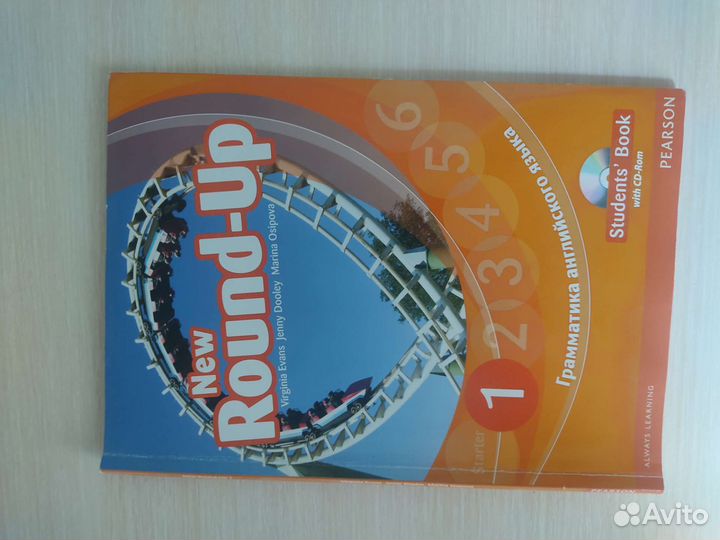 New
Round-Up
Virginia Evans Jenny Dooley Marina Osipova
Starter
1
2
3
4
5
6
Грамматика английского языка
Students' Book
with CD-Rom
ALWAYS LEARNING
PEARSON
PEARSON
Avito